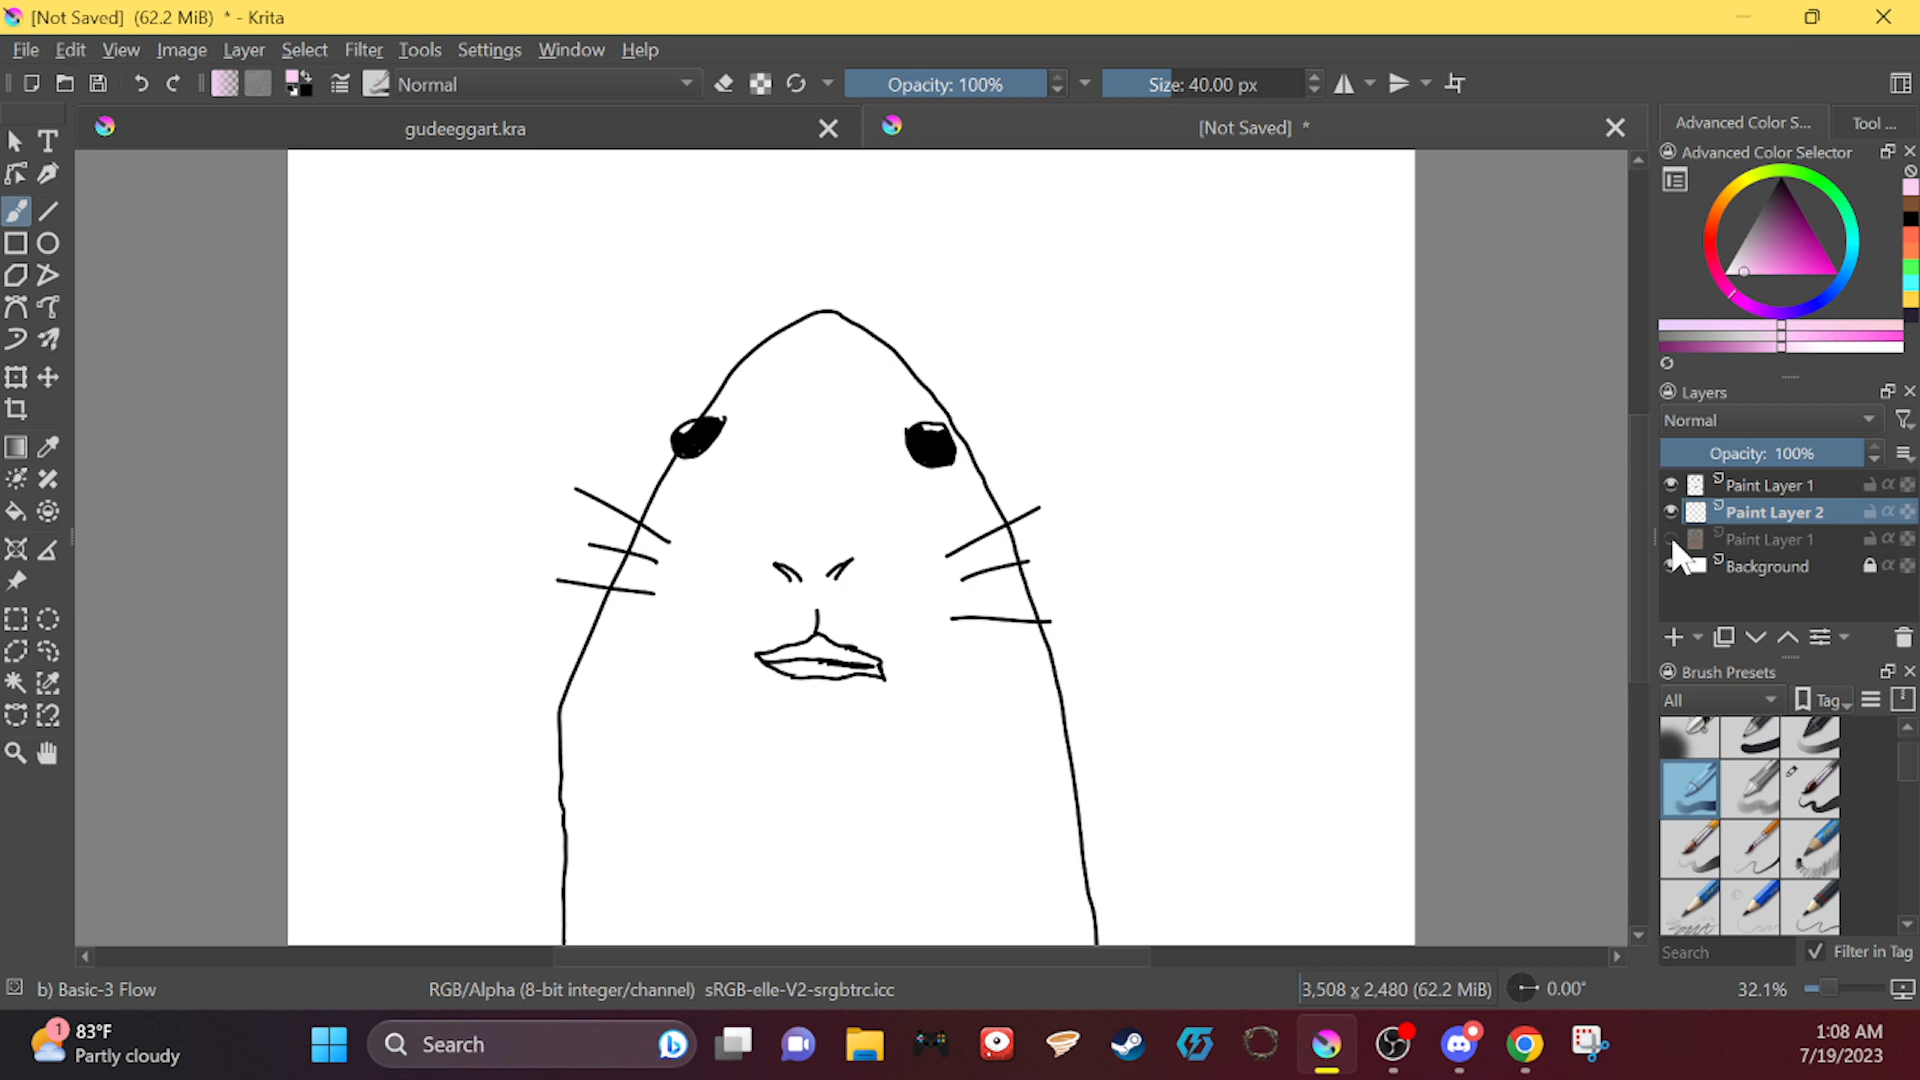 [Not Saved] (62.2 MiB) * - Krita
File Edit View Image Layer Select Filter Tools Settings Window Help
Normal Opacity: 100% Size: 40.00 px
gudeeggart.kra [Not Saved] * Advanced Color S... Tool ...
Advanced Color Selector
Layers
Normal
Opacity: 100%
Paint Layer 1
Paint Layer 2
Paint Layer 1
Background
Brush Presets
All Tag
Search Filter in Tag
b) Basic-3 Flow RGB/Alpha (8-bit integer/channel) sRGB-elle-V2-srgbtrc.icc 3,508 x 2,480 (62.2 MiB) 0.00° 32.1%
1 83°F
Partly cloudy
Search
1:08 AM
7/19/2023